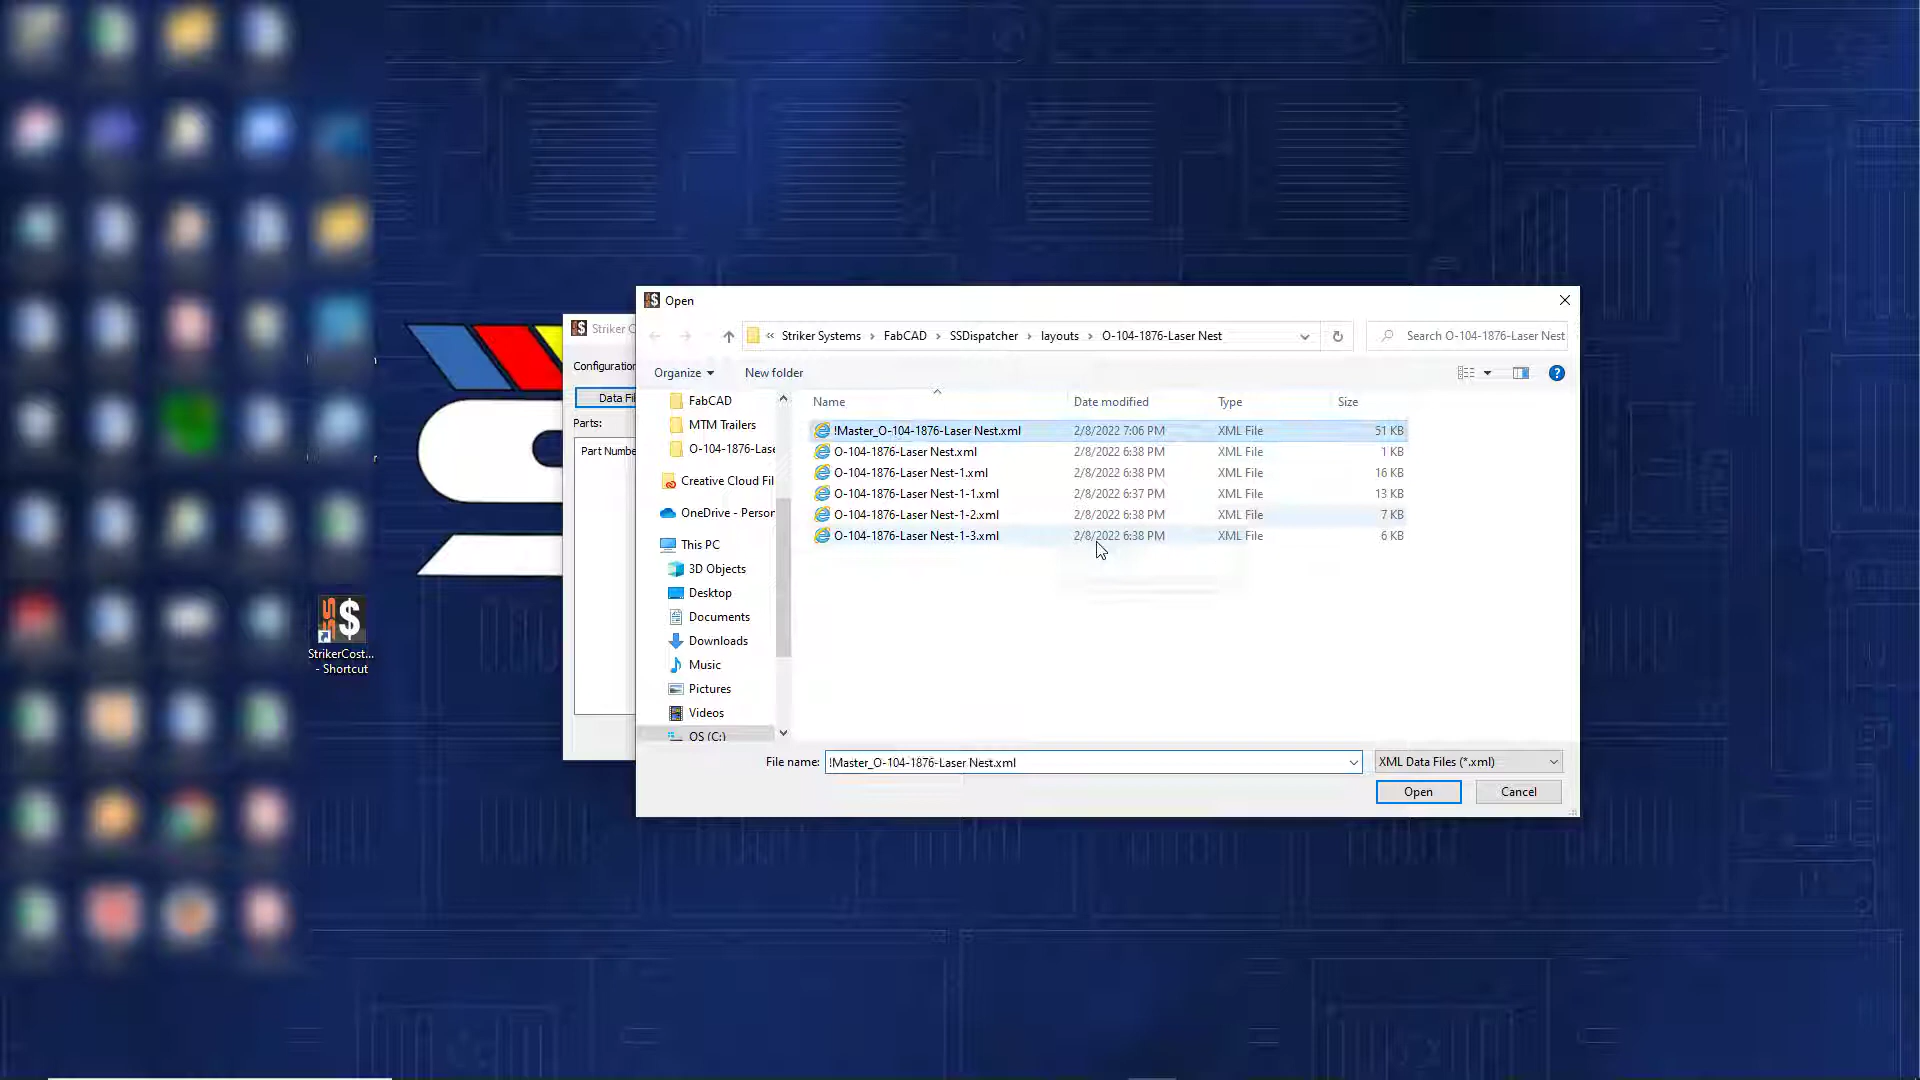 Open
Striker C
« Striker Systems › FabCAD › SSDispatcher › layouts › O-104-1876-Laser Nest
Search O-104-1876-Laser Nest
Configuration
Organize
New folder
Data Fil
Parts:
Part Numbe
FabCAD
MTM Trailers
O-104-1876-Lase
Creative Cloud Fil
OneDrive - Person
This PC
3D Objects
Desktop
Documents
Downloads
Music
Pictures
Videos
OS (C:)
Name Date modified Type Size
!Master_O-104-1876-Laser Nest.xml 2/8/2022 7:06 PM XML File 51 KB
O-104-1876-Laser Nest.xml 2/8/2022 6:38 PM XML File 1 KB
O-104-1876-Laser Nest-1.xml 2/8/2022 6:38 PM XML File 16 KB
O-104-1876-Laser Nest-1-1.xml 2/8/2022 6:37 PM XML File 13 KB
O-104-1876-Laser Nest-1-2.xml 2/8/2022 6:38 PM XML File 7 KB
O-104-1876-Laser Nest-1-3.xml 2/8/2022 6:38 PM XML File 6 KB
File name: !Master_O-104-1876-Laser Nest.xml
XML Data Files (*.xml)
Open
Cancel
StrikerCost...
- Shortcut